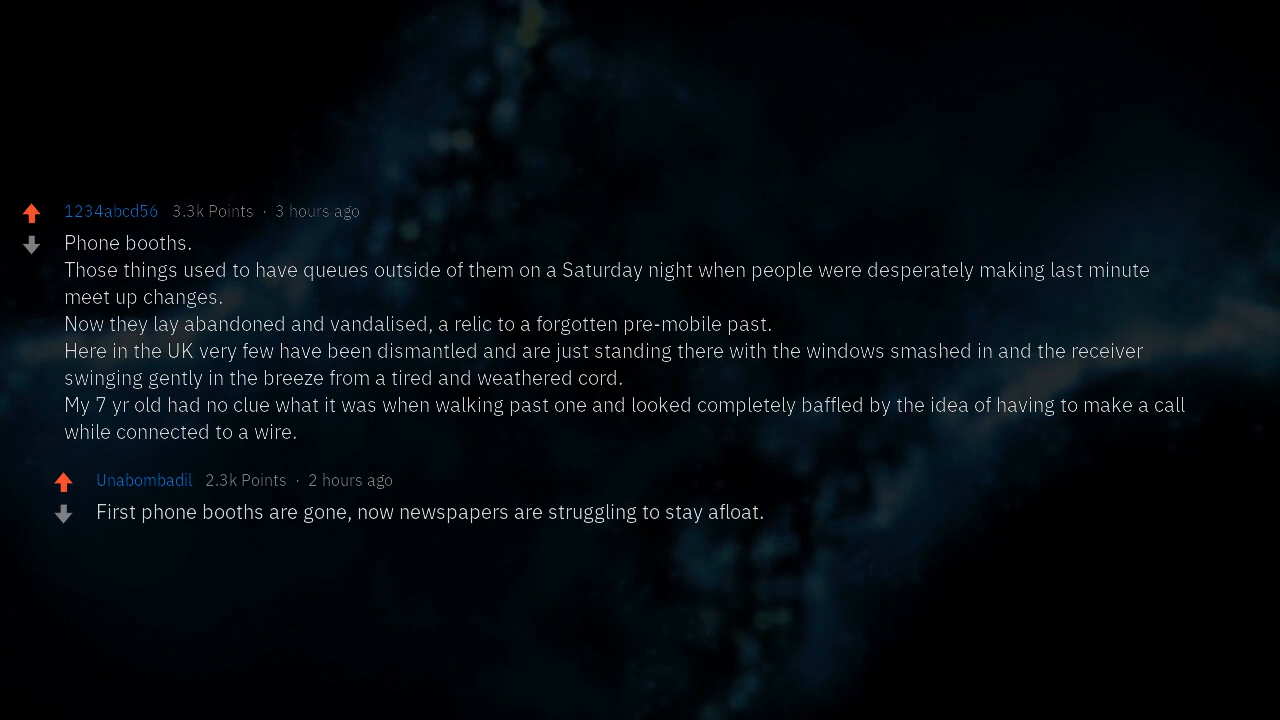 1234abcd56 3.3k Points · 3 hours ago
Phone booths.
Those things used to have queues outside of them on a Saturday night when people were desperately making last minute
meet up changes.
Now they lay abandoned and vandalised, a relic to a forgotten pre-mobile past.
Here in the UK very few have been dismantled and are just standing there with the windows smashed in and the receiver
swinging gently in the breeze from a tired and weathered cord.
My 7 yr old had no clue what it was when walking past one and looked completely baffled by the idea of having to make a call
while connected to a wire.
Unabombadil 2.3k Points · 2 hours ago
First phone booths are gone, now newspapers are struggling to stay afloat.